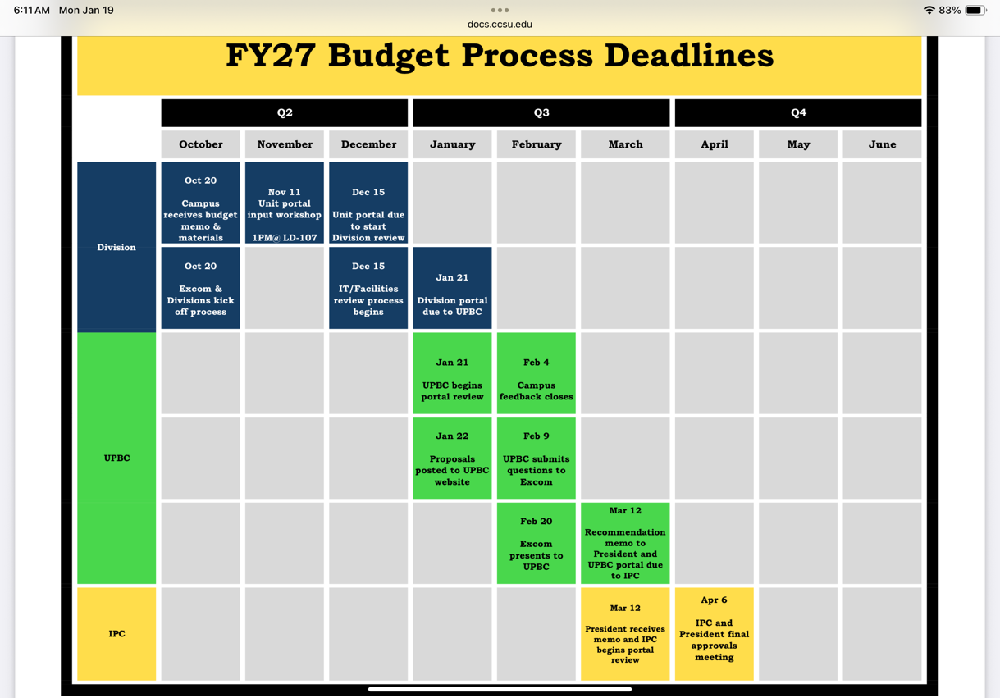 6:11 AM Mon Jan 19
83%
docs.ccsu.edu
FY27 Budget Process Deadlines
Q2
Q3
Q4
October
November
December
January
February
March
April
May
June
Division
Oct 20
Campus
receives budget
memo &
materials
Nov 11
Unit portal
input workshop
1PM@ LD-107
Dec 15
Unit portal due
to start
Division review
Oct 20
Excom &
Divisions kick
off process
Dec 15
IT/Facilities
review process
begins
Jan 21
Division portal
due to UPBC
UPBC
Jan 21
UPBC begins
portal review
Feb 4
Campus
feedback closes
Jan 22
Proposals
posted to UPBC
website
Feb 9
UPBC submits
questions to
Excom
Feb 20
Excom
presents to
UPBC
Mar 12
Recommendation
memo to
President and
UPBC portal due
to IPC
IPC
Mar 12
President receives
memo and IPC
begins portal
review
Apr 6
IPC and
President final
approvals
meeting